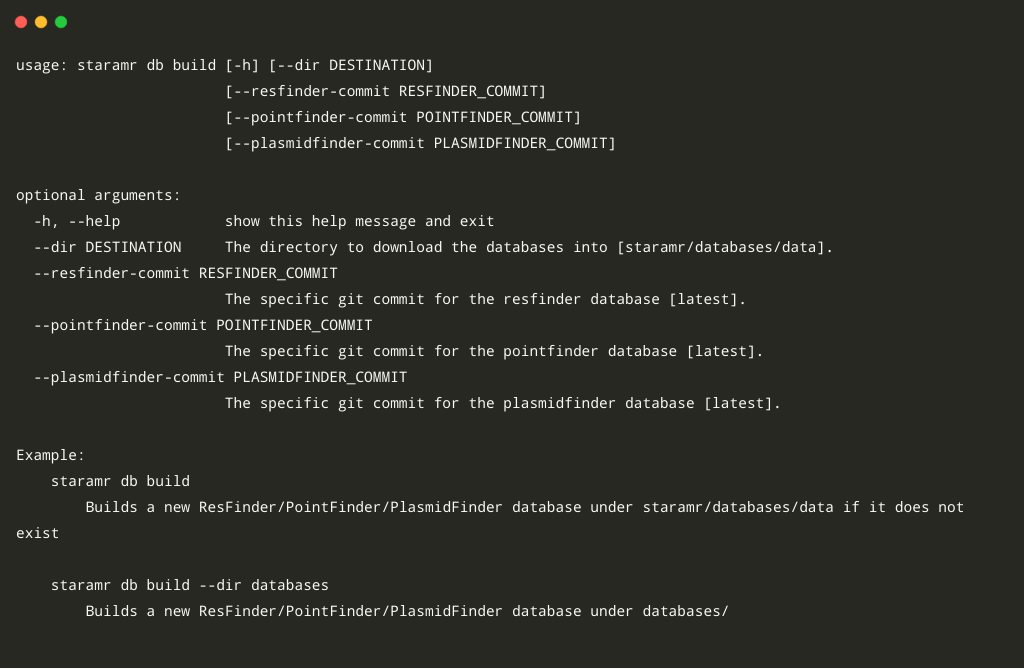 usage: staramr db build [-h] [--dir DESTINATION]
                        [--resfinder-commit RESFINDER_COMMIT]
                        [--pointfinder-commit POINTFINDER_COMMIT]
                        [--plasmidfinder-commit PLASMIDFINDER_COMMIT]

optional arguments:
  -h, --help            show this help message and exit
  --dir DESTINATION     The directory to download the databases into [staramr/databases/data].
  --resfinder-commit RESFINDER_COMMIT
                        The specific git commit for the resfinder database [latest].
  --pointfinder-commit POINTFINDER_COMMIT
                        The specific git commit for the pointfinder database [latest].
  --plasmidfinder-commit PLASMIDFINDER_COMMIT
                        The specific git commit for the plasmidfinder database [latest].

Example:
    staramr db build
        Builds a new ResFinder/PointFinder/PlasmidFinder database under staramr/databases/data if it does not
exist

    staramr db build --dir databases
        Builds a new ResFinder/PointFinder/PlasmidFinder database under databases/